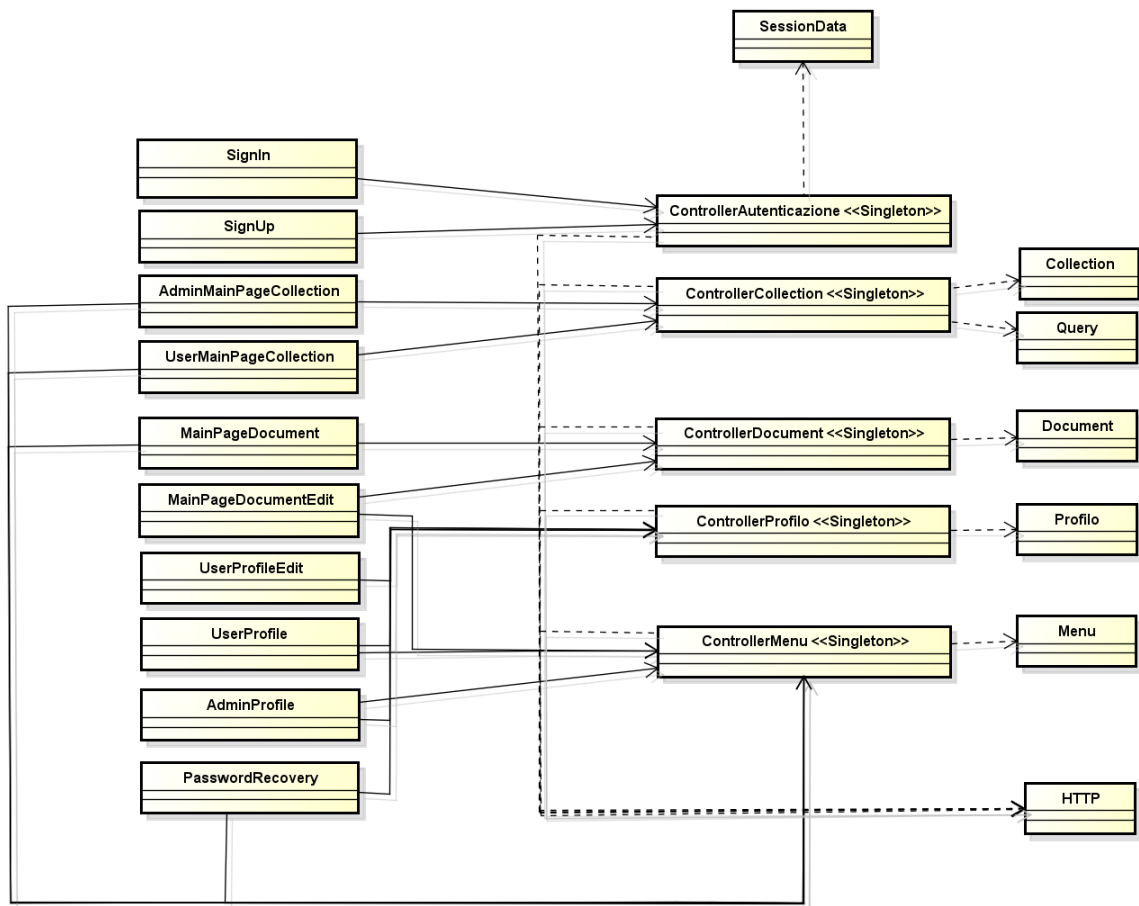 SessionData
SignIn
SignUp
AdminMainPageCollection
UserMainPageCollection
MainPageDocument
MainPageDocumentEdit
UserProfileEdit
UserProfile
AdminProfile
PasswordRecovery
ControllerAutenticazione <<Singleton>>
ControllerCollection <<Singleton>>
ControllerDocument <<Singleton>>
ControllerProfilo <<Singleton>>
ControllerMenu <<Singleton>>
Collection
Query
Document
Profilo
Menu
HTTP